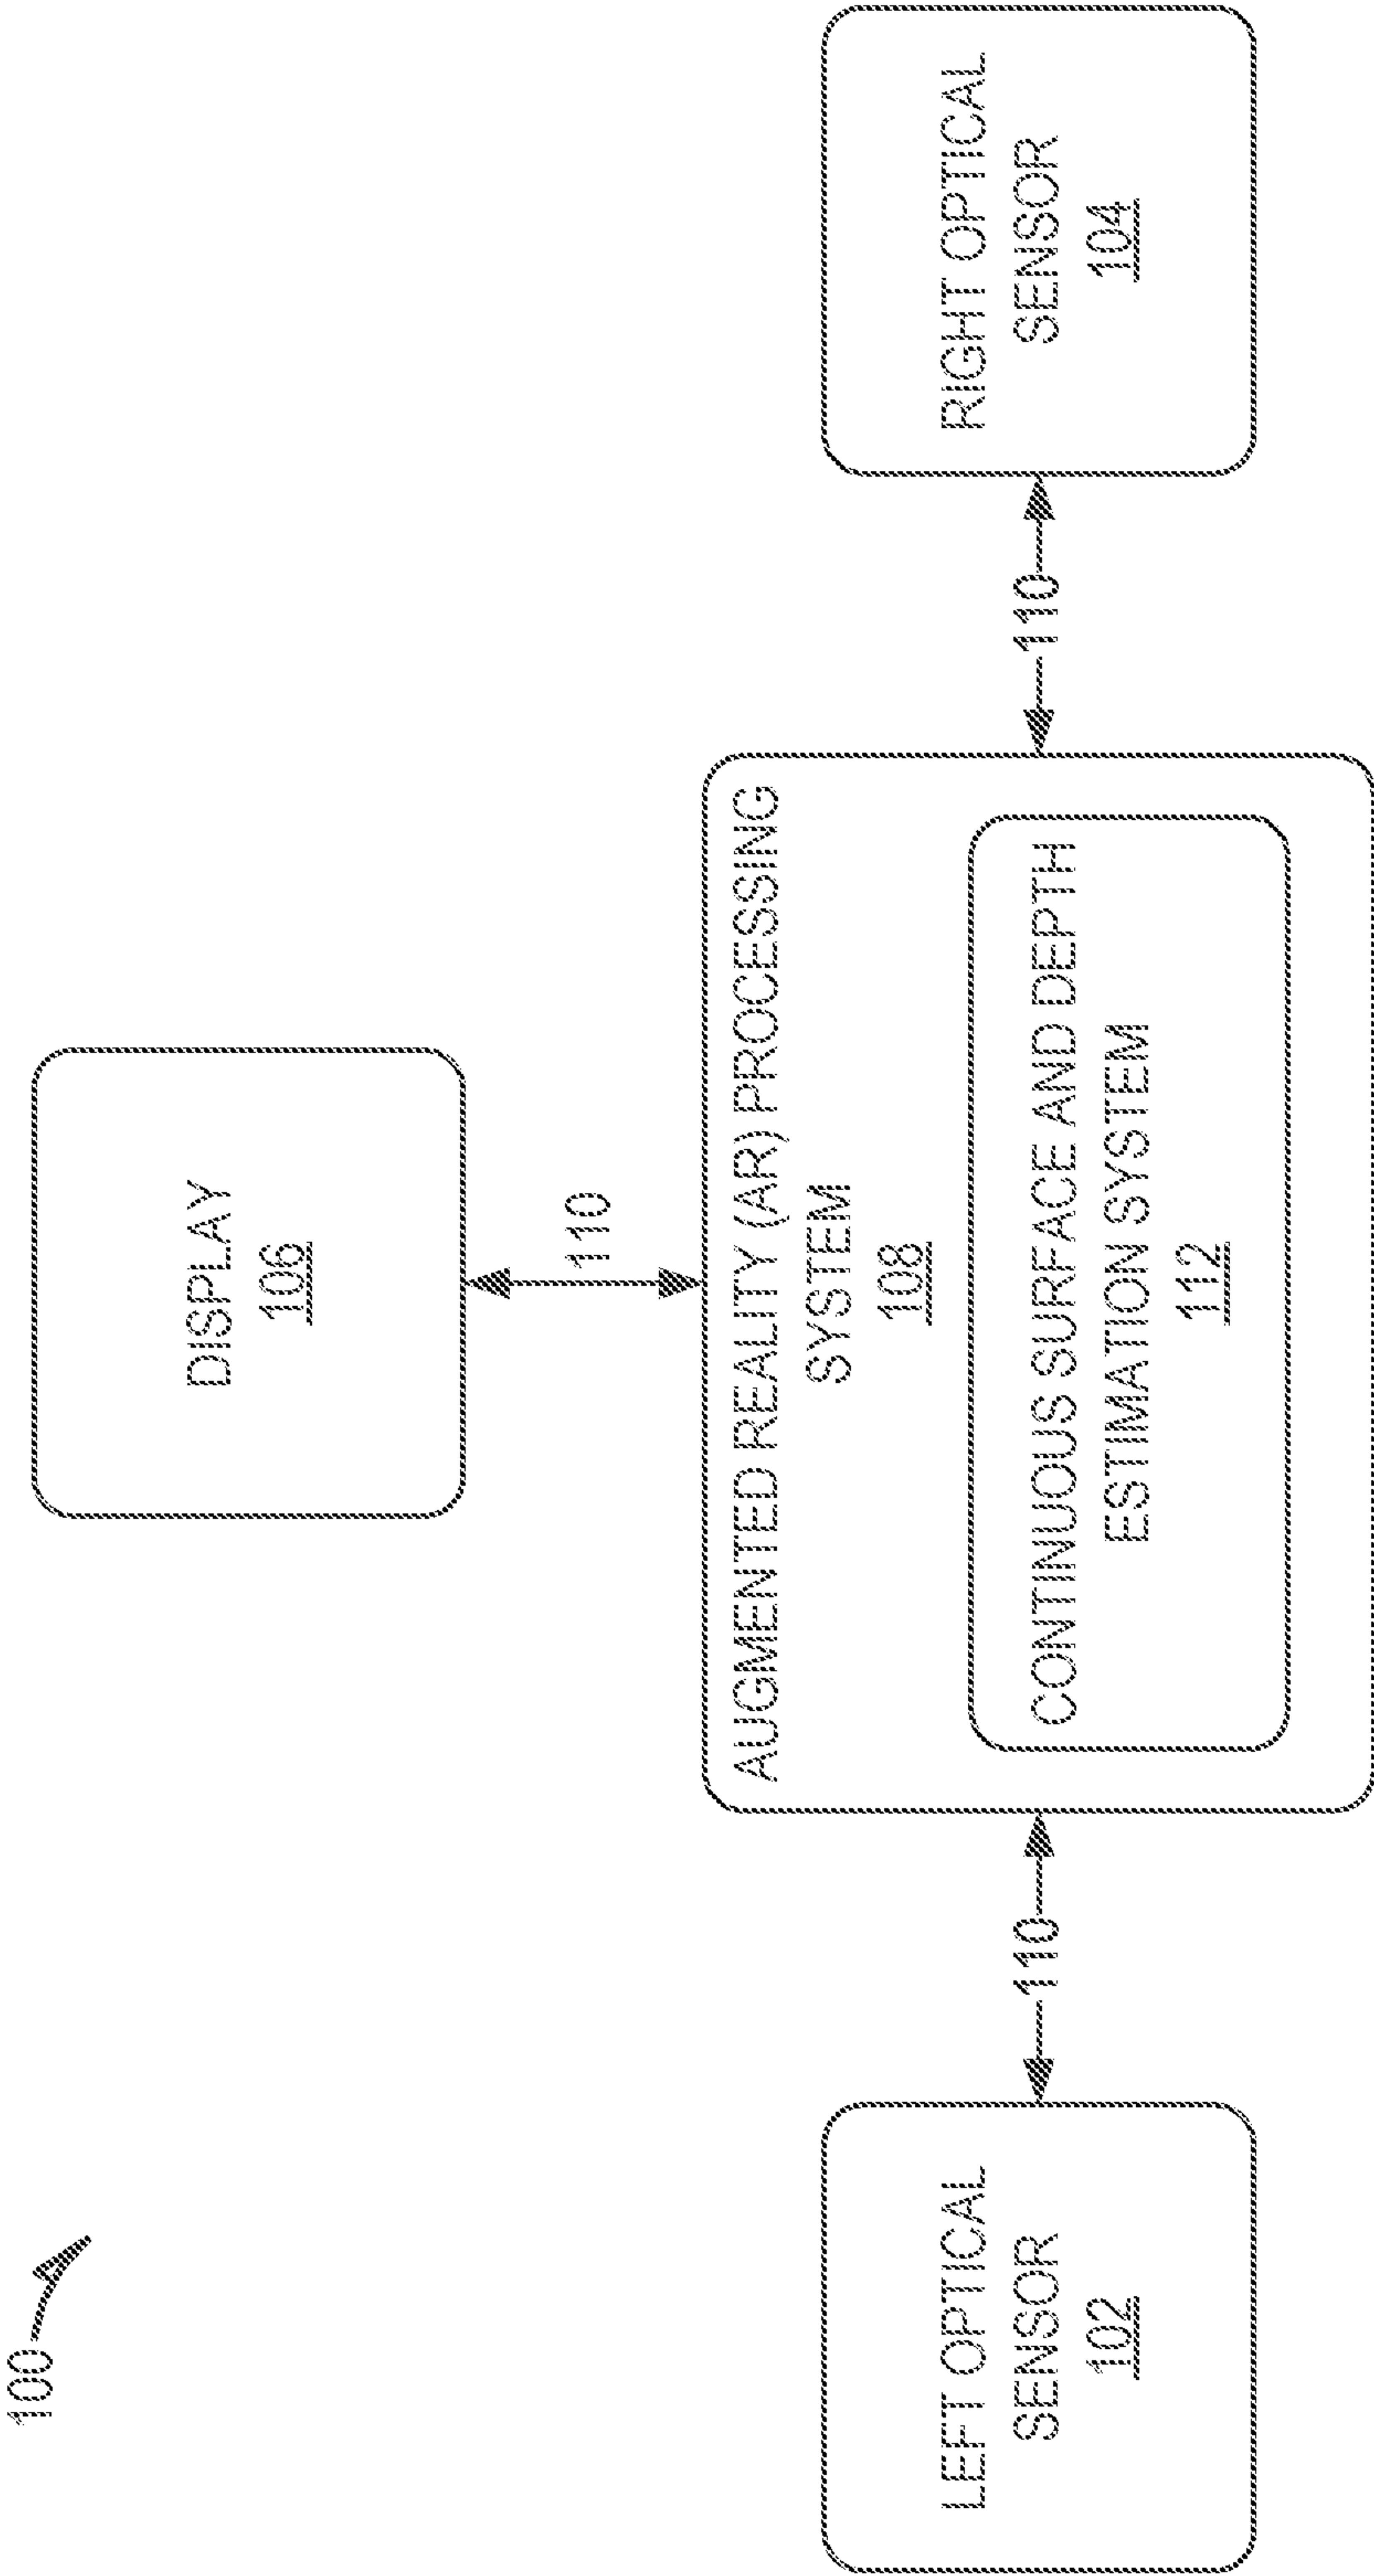 100
DISPLAY
106
110
AUGMENTED REALITY (AR) PROCESSING
SYSTEM
108
LEFT OPTICAL
SENSOR
102
110
CONTINUOUS SURFACE AND DEPTH
ESTIMATION SYSTEM
112
110
RIGHT OPTICAL
SENSOR
104